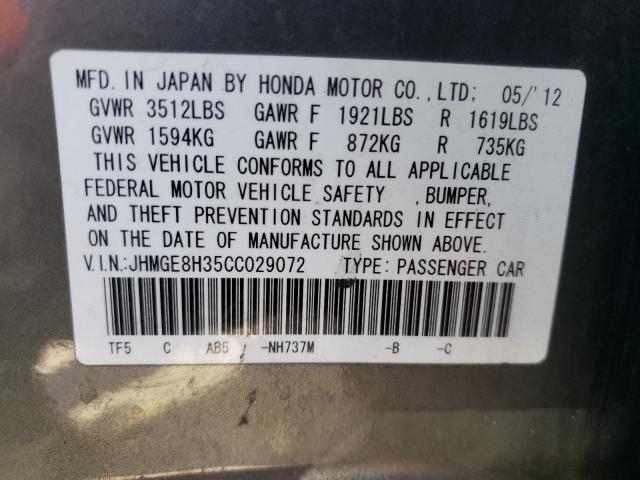 MFD. IN JAPAN BY HONDA MOTOR CO.,LTD; 05/'12
GVWR 3512LBS GAWR F 1921LBS R 1619LBS
GVWR 1594KG GAWR F 872KG R 735KG
THIS VEHICLE CONFORMS TO ALL APPLICABLE
FEDERAL MOTOR VEHICLE SAFETY ,BUMPER,
AND THEFT PREVENTION STANDARDS IN EFFECT
ON THE DATE OF MANUFACTURE SHOWN ABOVE.
V.I.N:JHMGE8H35CC029072 TYPE:PASSENGER CAR
TF5 C AB5 -NH737M -B -C